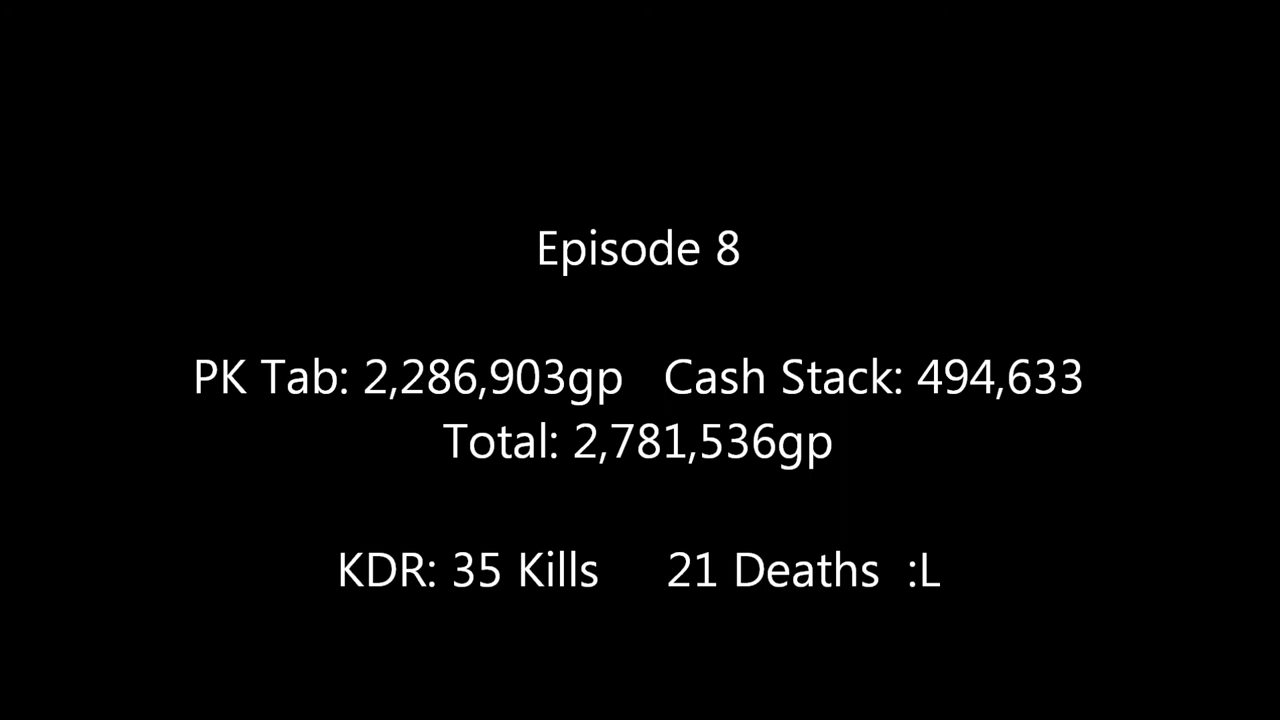 Episode 8
PK Tab: 2,286,903gp   Cash Stack: 494,633
Total: 2,781,536gp
KDR: 35 Kills     21 Deaths  :L